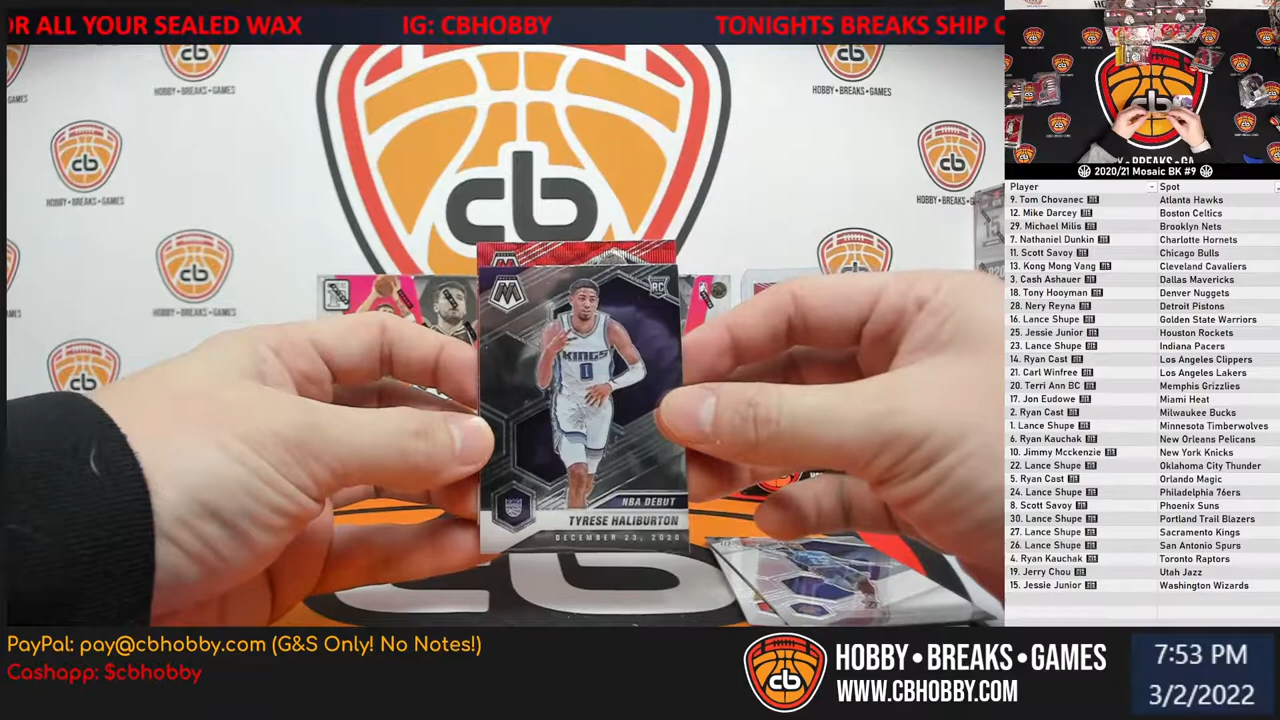 OR ALL YOUR SEALED WAX IG: CBHOBBY TONIGHTS BREAKS SHIP
cb
HOBBY • BREAKS • GAMES
HOBBY • BREAKS • GAMES
cb
HOBBY • BREAKS • GAMES
cb
cb
cb
RC
KINGS
0
NBA DEBUT
TYRESE HALIBURTON
DECEMBER 23, 2020
2020/21 Mosaic BK #9
Player Spot
9. Tom Chovanec Atlanta Hawks
12. Mike Darcey Boston Celtics
29. Michael Milis Brooklyn Nets
7. Nathaniel Dunkin Charlotte Hornets
11. Scott Savoy Chicago Bulls
13. Kong Mong Vang Cleveland Cavaliers
3. Cash Ashauer Dallas Mavericks
18. Tony Hooyman Denver Nuggets
28. Nery Reyna Detroit Pistons
16. Lance Shupe Golden State Warriors
25. Jessie Junior Houston Rockets
23. Lance Shupe Indiana Pacers
14. Ryan Cast Los Angeles Clippers
21. Carl Winfree Los Angeles Lakers
20. Terri Ann BC Memphis Grizzlies
17. Jon Eudowe Miami Heat
2. Ryan Cast Milwaukee Bucks
1. Lance Shupe Minnesota Timberwolves
6. Ryan Kauchak New Orleans Pelicans
10. Jimmy Mcckenzie New York Knicks
22. Lance Shupe Oklahoma City Thunder
5. Ryan Cast Orlando Magic
24. Lance Shupe Philadelphia 76ers
8. Scott Savoy Phoenix Suns
30. Lance Shupe Portland Trail Blazers
27. Lance Shupe Sacramento Kings
26. Lance Shupe San Antonio Spurs
4. Ryan Kauchak Toronto Raptors
19. Jerry Chou Utah Jazz
15. Jessie Junior Washington Wizards
PayPal: pay@cbhobby.com (G&S Only! No Notes!)
Cashapp: $cbhobby
cb
HOBBY • BREAKS • GAMES
WWW.CBHOBBY.COM
7:53 PM
3/2/2022